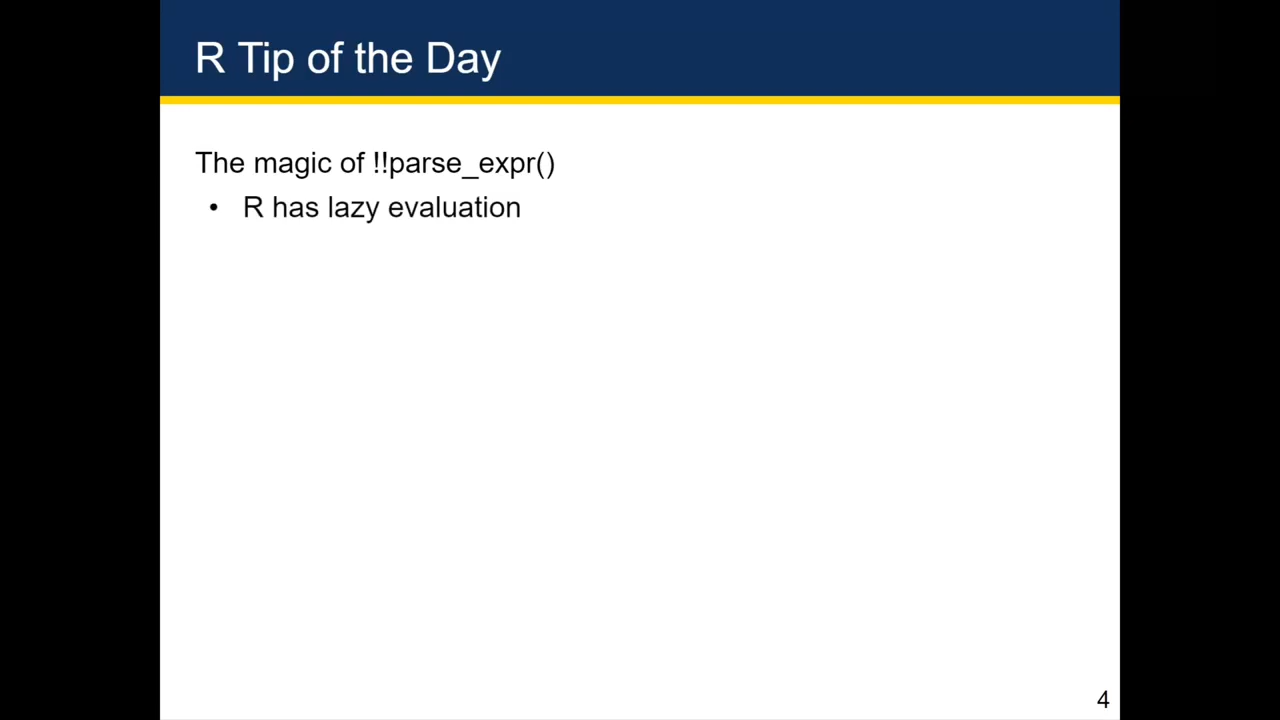 R Tip of the Day
The magic of !!parse_expr()
• R has lazy evaluation
4